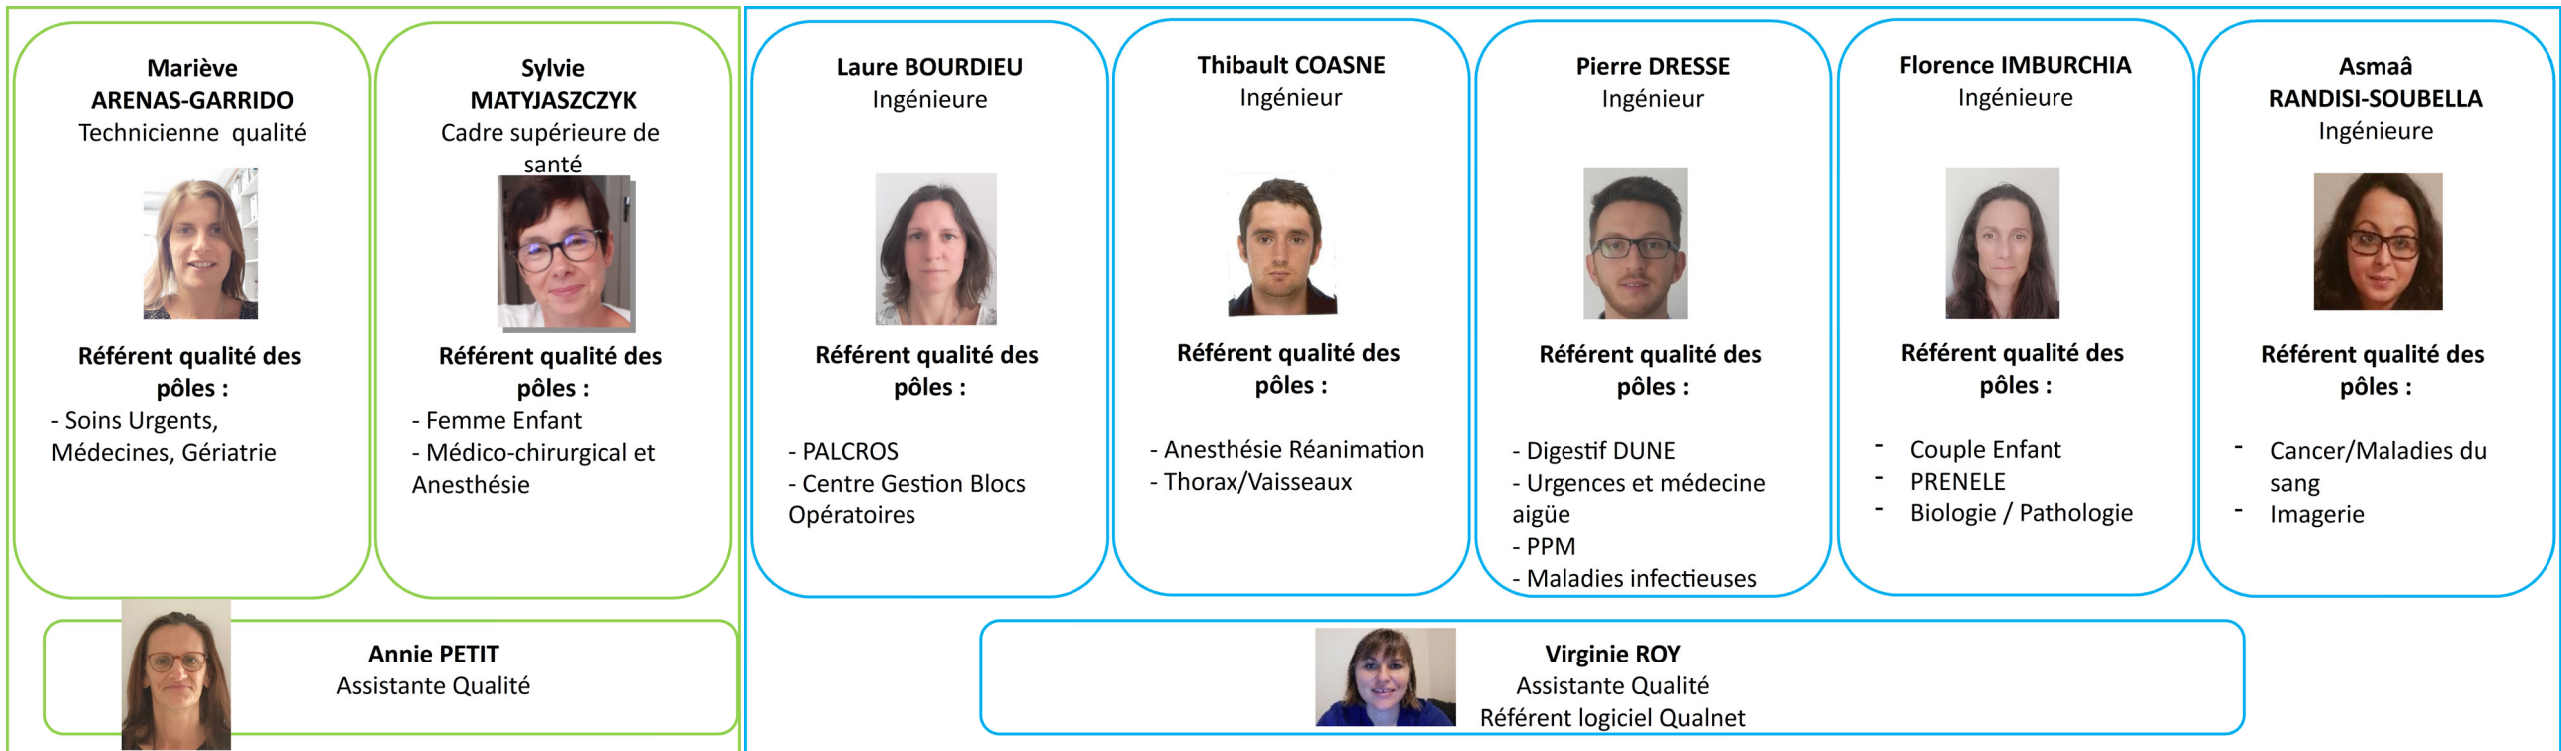 Mariève
ARENAS-GARRIDO
Technicienne qualité
Référent qualité des
pôles :
- Soins Urgents,
Médecines, Gériatrie
Sylvie
MATYJASZCZYK
Cadre supérieure de
santé
Référent qualité des
pôles :
- Femme Enfant
- Médico-chirurgical et
Anesthésie
Laure BOURDIEU
Ingénieure
Référent qualité des
pôles :
- PALCROS
- Centre Gestion Blocs
Opératoires
Thibault COASNE
Ingénieur
Référent qualité des
pôles :
- Anesthésie Réanimation
- Thorax/Vaisseaux
Pierre DRESSE
Ingénieur
Référent qualité des
pôles :
- Digestif DUNE
- Urgences et médecine
aigüe
- PPM
- Maladies infectieuses
Florence IMBURCHIA
Ingénieure
Référent qualité des
pôles :
- Couple Enfant
- PRENELE
- Biologie / Pathologie
Asmaâ
RANDISI-SOUBELLA
Ingénieure
Référent qualité des
pôles :
- Cancer/Maladies du
sang
- Imagerie
Annie PETIT
Assistante Qualité
Virginie ROY
Assistante Qualité
Référent logiciel Qualnet